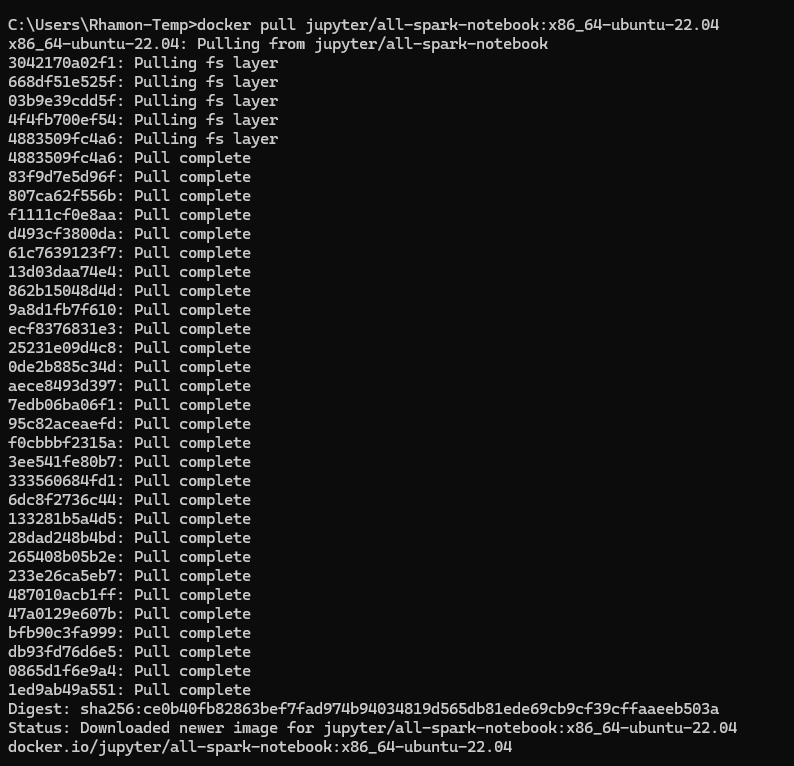 C:\Users\Rhamon-Temp>docker pull jupyter/all-spark-notebook:x86_64-ubuntu-22.04
x86_64-ubuntu-22.04: Pulling from jupyter/all-spark-notebook
3042170a02f1: Pulling fs layer
668df51e525f: Pulling fs layer
03b9e39cdd5f: Pulling fs layer
4f4fb700ef54: Pulling fs layer
4883509fc4a6: Pulling fs layer
4883509fc4a6: Pull complete
83f9d7e5d96f: Pull complete
807ca62f556b: Pull complete
f1111cf0e8aa: Pull complete
d493cf3800da: Pull complete
61c7639123f7: Pull complete
13d03daa74e4: Pull complete
862b15048d4d: Pull complete
9a8d1fb7f610: Pull complete
ecf8376831e3: Pull complete
25231e09d4c8: Pull complete
0de2b885c34d: Pull complete
aece8493d397: Pull complete
7edb06ba06f1: Pull complete
95c82aceaefd: Pull complete
f0cbbbf2315a: Pull complete
3ee541fe80b7: Pull complete
333560684fd1: Pull complete
6dc8f2736c44: Pull complete
133281b5a4d5: Pull complete
28dad248b4bd: Pull complete
265408b05b2e: Pull complete
233e26ca5eb7: Pull complete
487010acb1ff: Pull complete
47a0129e607b: Pull complete
bfb90c3fa999: Pull complete
db93fd76d6e5: Pull complete
0865d1f6e9a4: Pull complete
1ed9ab49a551: Pull complete
Digest: sha256:ce0b40fb82863bef7fad974b94034819d565db81ede69cb9cf39cffaaeeb503a
Status: Downloaded newer image for jupyter/all-spark-notebook:x86_64-ubuntu-22.04
docker.io/jupyter/all-spark-notebook:x86_64-ubuntu-22.04